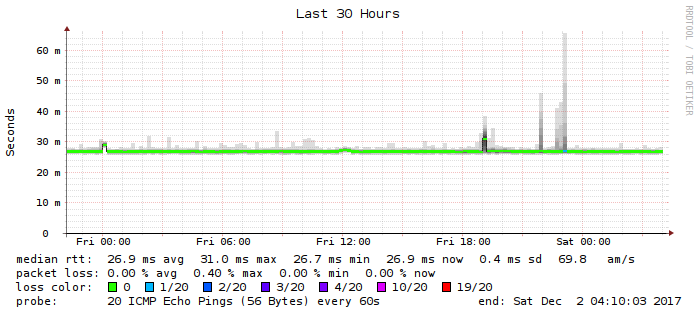 Last 30 Hours
RRDTOOL / TOBI OETIKER
Seconds
60 m
50 m
40 m
30 m
20 m
10 m
0
Fri 00:00 Fri 06:00 Fri 12:00 Fri 18:00 Sat 00:00
median rtt: 26.9 ms avg 31.0 ms max 26.7 ms min 26.9 ms now 0.4 ms sd 69.8 am/s
packet loss: 0.00 % avg 0.40 % max 0.00 % min 0.00 % now
loss color: 0 1/20 2/20 3/20 4/20 10/20 19/20
probe: 20 ICMP Echo Pings (56 Bytes) every 60s end: Sat Dec 2 04:10:03 2017